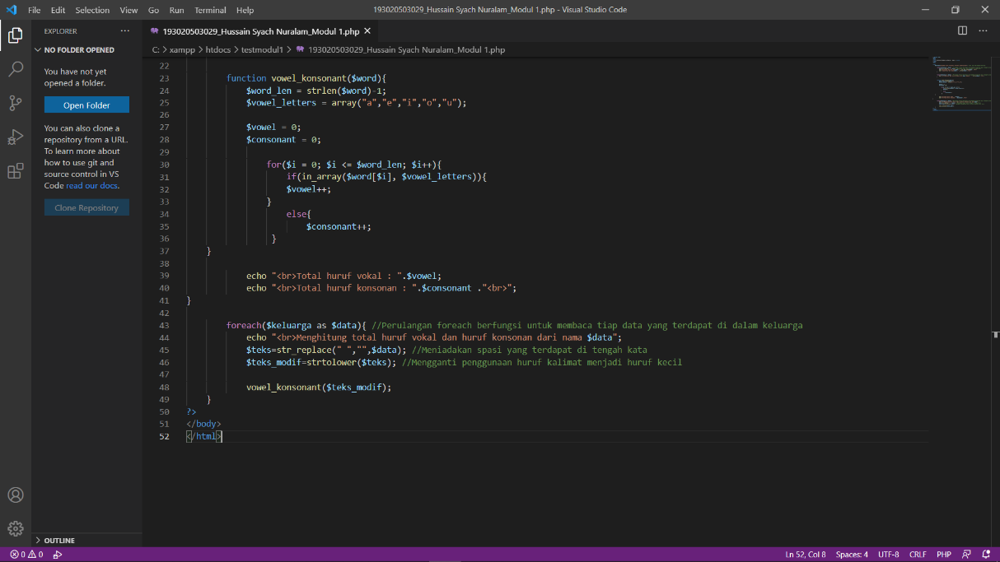 File Edit Selection View Go Run Terminal Help
193020503029_Hussain Syach Nuralam_Modul 1.php - Visual Studio Code
EXPLORER
NO FOLDER OPENED
You have not yet
opened a folder.
Open Folder
You can also clone a
repository from a URL.
To learn more about
how to use git and
source control in VS
Code read our docs.
Clone Repository
OUTLINE
193020503029_Hussain Syach Nuralam_Modul 1.php
C: > xampp > htdocs > testmodul1 > 193020503029_Hussain Syach Nuralam_Modul 1.php
22
23 function vowel_konsonant($word){
24 $word_len = strlen($word)-1;
25 $vowel_letters = array("a","e","i","o","u");
26
27 $vowel = 0;
28 $consonant = 0;
29
30 for($i = 0; $i <= $word_len; $i++){
31 if(in_array($word[$i], $vowel_letters)){
32 $vowel++;
33 }
34 else{
35 $consonant++;
36 }
37 }
38
39 echo "<br>Total huruf vokal : ".$vowel;
40 echo "<br>Total huruf konsonan : ".$consonant ."<br>";
41 }
42
43 foreach($keluarga as $data){ //Perulangan foreach berfungsi untuk membaca tiap data yang terdapat di dalam keluarga
44 echo "<br>Menghitung total huruf vokal dan huruf konsonan dari nama $data";
45 $teks=str_replace(" ","",$data); //Meniadakan spasi yang terdapat di tengah kata
46 $teks_modif=strtolower($teks); //Mengganti penggunaan huruf kalimat menjadi huruf kecil
47
48 vowel_konsonant($teks_modif);
49 }
50 ?>
51 </body>
52 </html>
0 0
Ln 52, Col 8 Spaces: 4 UTF-8 CRLF PHP